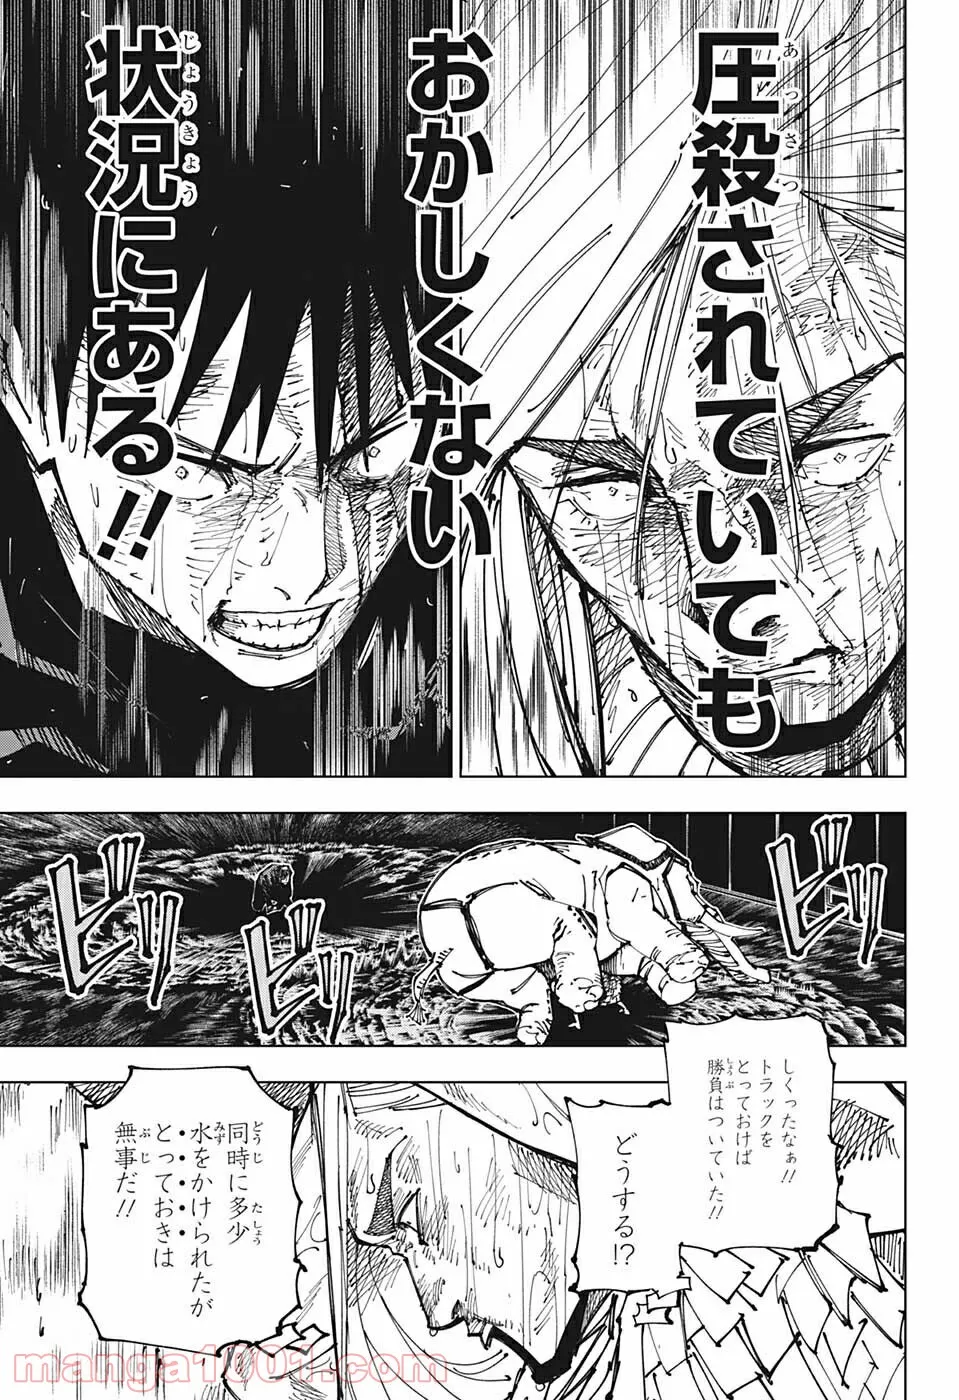 圧殺されていても
おかしくない
状況にある!!
ビリ
ビリ
ビリ
しくったなぁ!!
トラックを
とっておけば
勝負はついていた!!
どうする!?
同時に多少
水をかけられたが
とっておきは
無事だ!!
manga1001.com